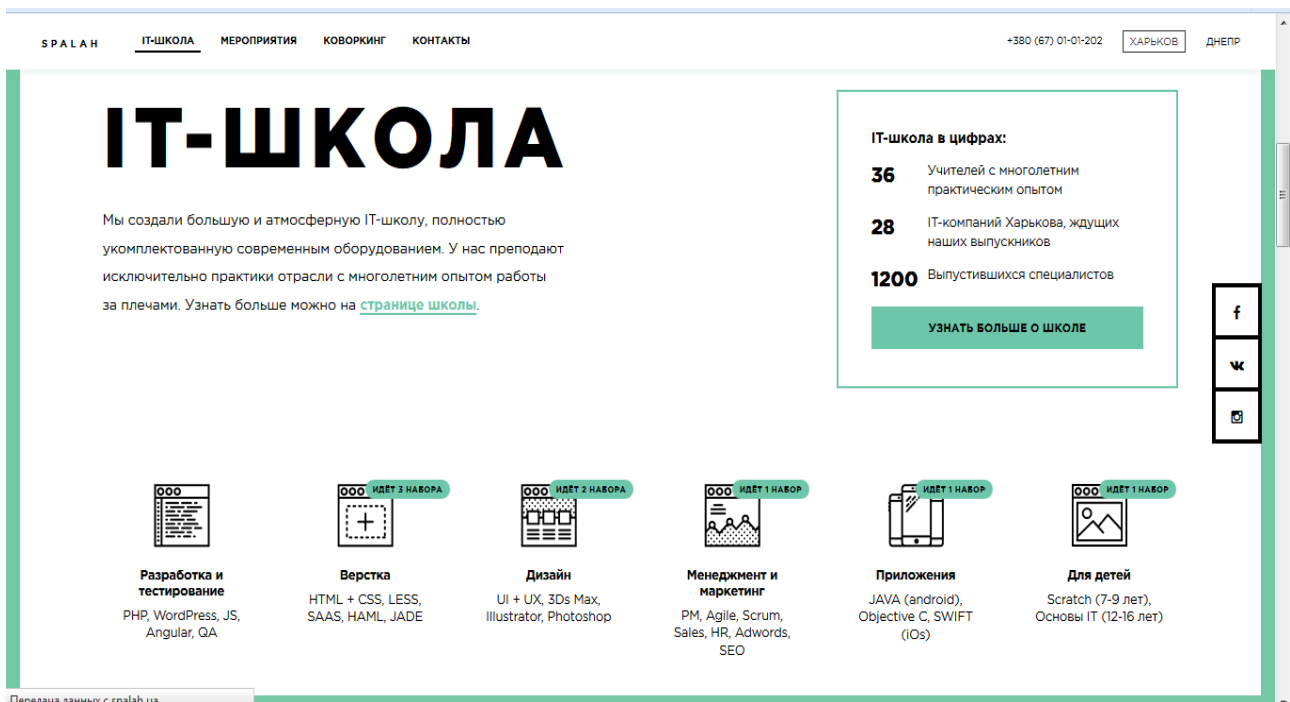 SPALAH
IT-ШКОЛА
МЕРОПРИЯТИЯ
КОВОРКИНГ
КОНТАКТЫ
+380 (67) 01-01-202
ХАРЬКОВ
ДНЕПР
IT-ШКОЛА
Мы создали большую и атмосферную IT-школу, полностью
укомплектованную современным оборудованием. У нас преподают
исключительно практики отрасли с многолетним опытом работы
за плечами. Узнать больше можно на странице школы.
IT-школа в цифрах:
36 Учителей с многолетним
практическим опытом
28 IT-компаний Харькова, ждущих
наших выпускников
1200 Выпустившихся специалистов
УЗНАТЬ БОЛЬШЕ О ШКОЛЕ
Разработка и
тестирование
PHP, WordPress, JS,
Angular, QA
ИДЁТ 3 НАБОРА
Верстка
HTML + CSS, LESS,
SAAS, HAML, JADE
ИДЁТ 2 НАБОРА
Дизайн
UI + UX, 3Ds Max,
Illustrator, Photoshop
ИДЁТ 1 НАБОР
Менеджмент и
маркетинг
PM, Agile, Scrum,
Sales, HR, Adwords,
SEO
ИДЁТ 1 НАБОР
Приложения
JAVA (android),
Objective C, SWIFT
(iOs)
ИДЁТ 1 НАБОР
Для детей
Scratch (7-9 лет),
Основы IT (12-16 лет)
Передача данных с spalah.ua